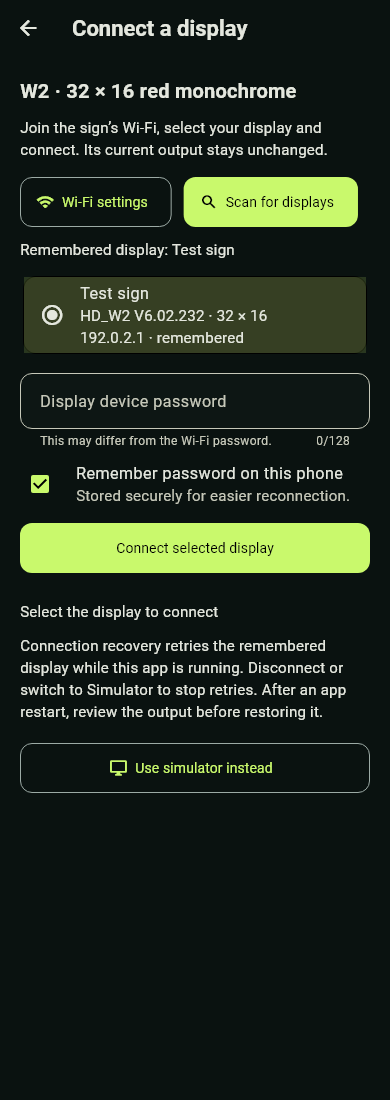 Connect a display
W2 · 32 × 16 red monochrome
Join the sign’s Wi-Fi, select your display and
connect. Its current output stays unchanged.
Wi-Fi settings
Scan for displays
Remembered display: Test sign
Test sign
HD_W2 V6.02.232 · 32 × 16
192.0.2.1 · remembered
Display device password
This may differ from the Wi-Fi password.
0/128
Remember password on this phone
Stored securely for easier reconnection.
Connect selected display
Select the display to connect
Connection recovery retries the remembered
display while this app is running. Disconnect or
switch to Simulator to stop retries. After an app
restart, review the output before restoring it.
Use simulator instead